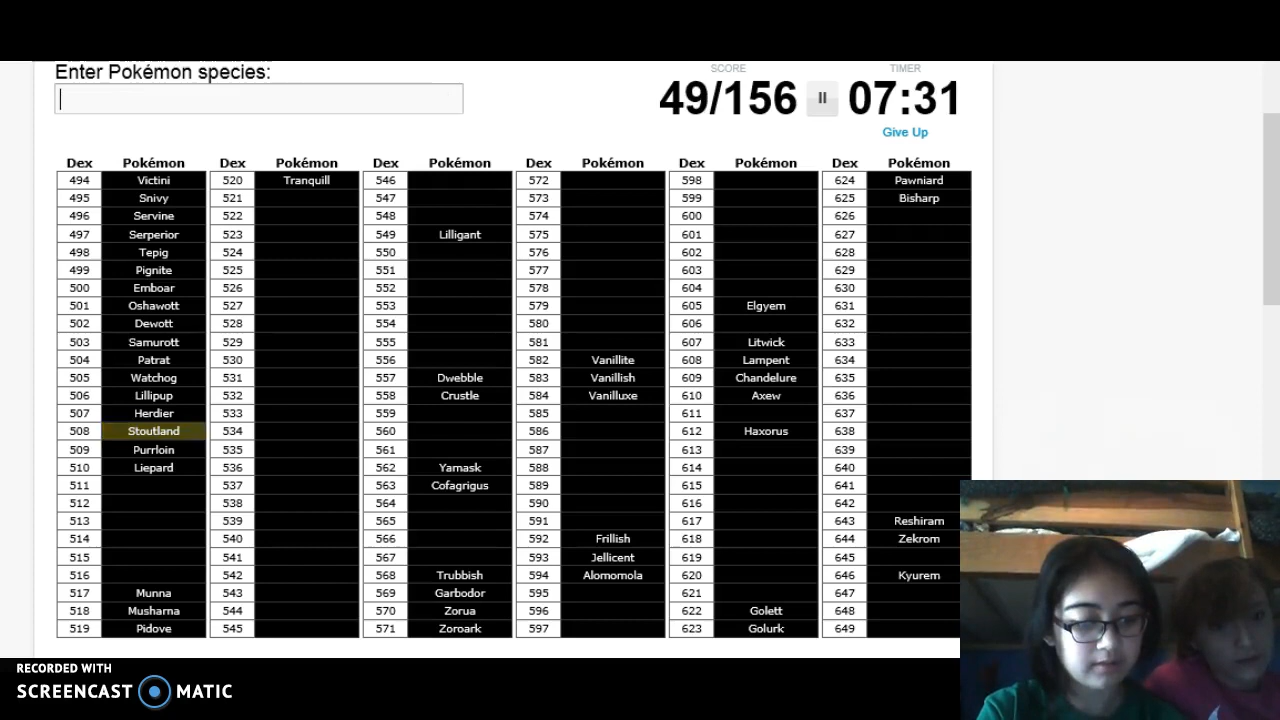 Enter Pokémon species:
SCORE
TIMER
49/156
07:31
Give Up
Dex Pokémon Dex Pokémon Dex Pokémon Dex Pokémon Dex Pokémon Dex Pokémon
494 Victini 520 Tranquill 546 572 598 624 Pawniard
495 Snivy 521 547 573 599 625 Bisharp
496 Servine 522 548 574 600 626
497 Serperior 523 549 Lilligant 575 601 627
498 Tepig 524 550 576 602 628
499 Pignite 525 551 577 603 629
500 Emboar 526 552 578 604 630
501 Oshawott 527 553 579 605 Elgyem 631
502 Dewott 528 554 580 606 632
503 Samurott 529 555 581 607 Litwick 633
504 Patrat 530 556 582 Vanillite 608 Lampent 634
505 Watchog 531 557 Dwebble 583 Vanillish 609 Chandelure 635
506 Lillipup 532 558 Crustle 584 Vanilluxe 610 Axew 636
507 Herdier 533 559 585 611 637
508 Stoutland 534 560 586 612 Haxorus 638
509 Purrloin 535 561 587 613 639
510 Liepard 536 562 Yamask 588 614 640
511 537 563 Cofagrigus 589 615 641
512 538 564 590 616 642
513 539 565 591 617 643 Reshiram
514 540 566 592 Frillish 618 644 Zekrom
515 541 567 593 Jellicent 619 645
516 542 568 Trubbish 594 Alomomola 620 646 Kyurem
517 Munna 543 569 Garbodor 595 621 647
518 Musharna 544 570 Zorua 596 622 Golett 648
519 Pidove 545 571 Zoroark 597 623 Golurk 649
RECORDED WITH
SCREENCAST MATIC